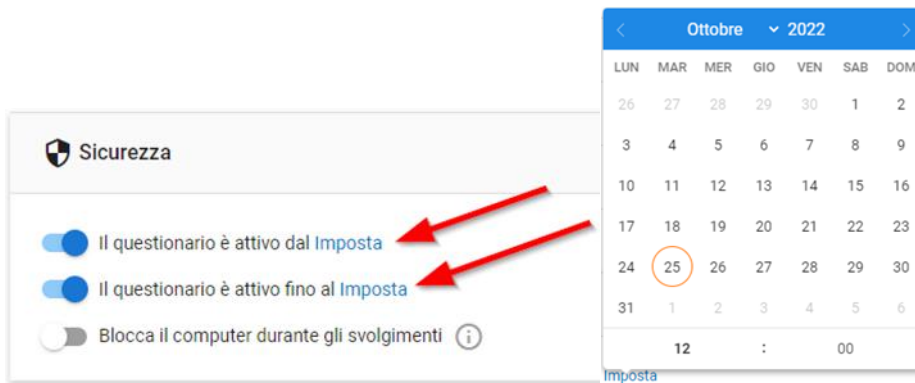 Sicurezza
Il questionario è attivo dal Imposta
Il questionario è attivo fino al Imposta
Blocca il computer durante gli svolgimenti
Ottobre 2022
LUN MAR MER GIO VEN SAB DOM
26 27 28 29 30 1 2
3 4 5 6 7 8 9
10 11 12 13 14 15 16
17 18 19 20 21 22 23
24 25 26 27 28 29 30
31 1 2 3 4 5 6
12 : 00
Imposta